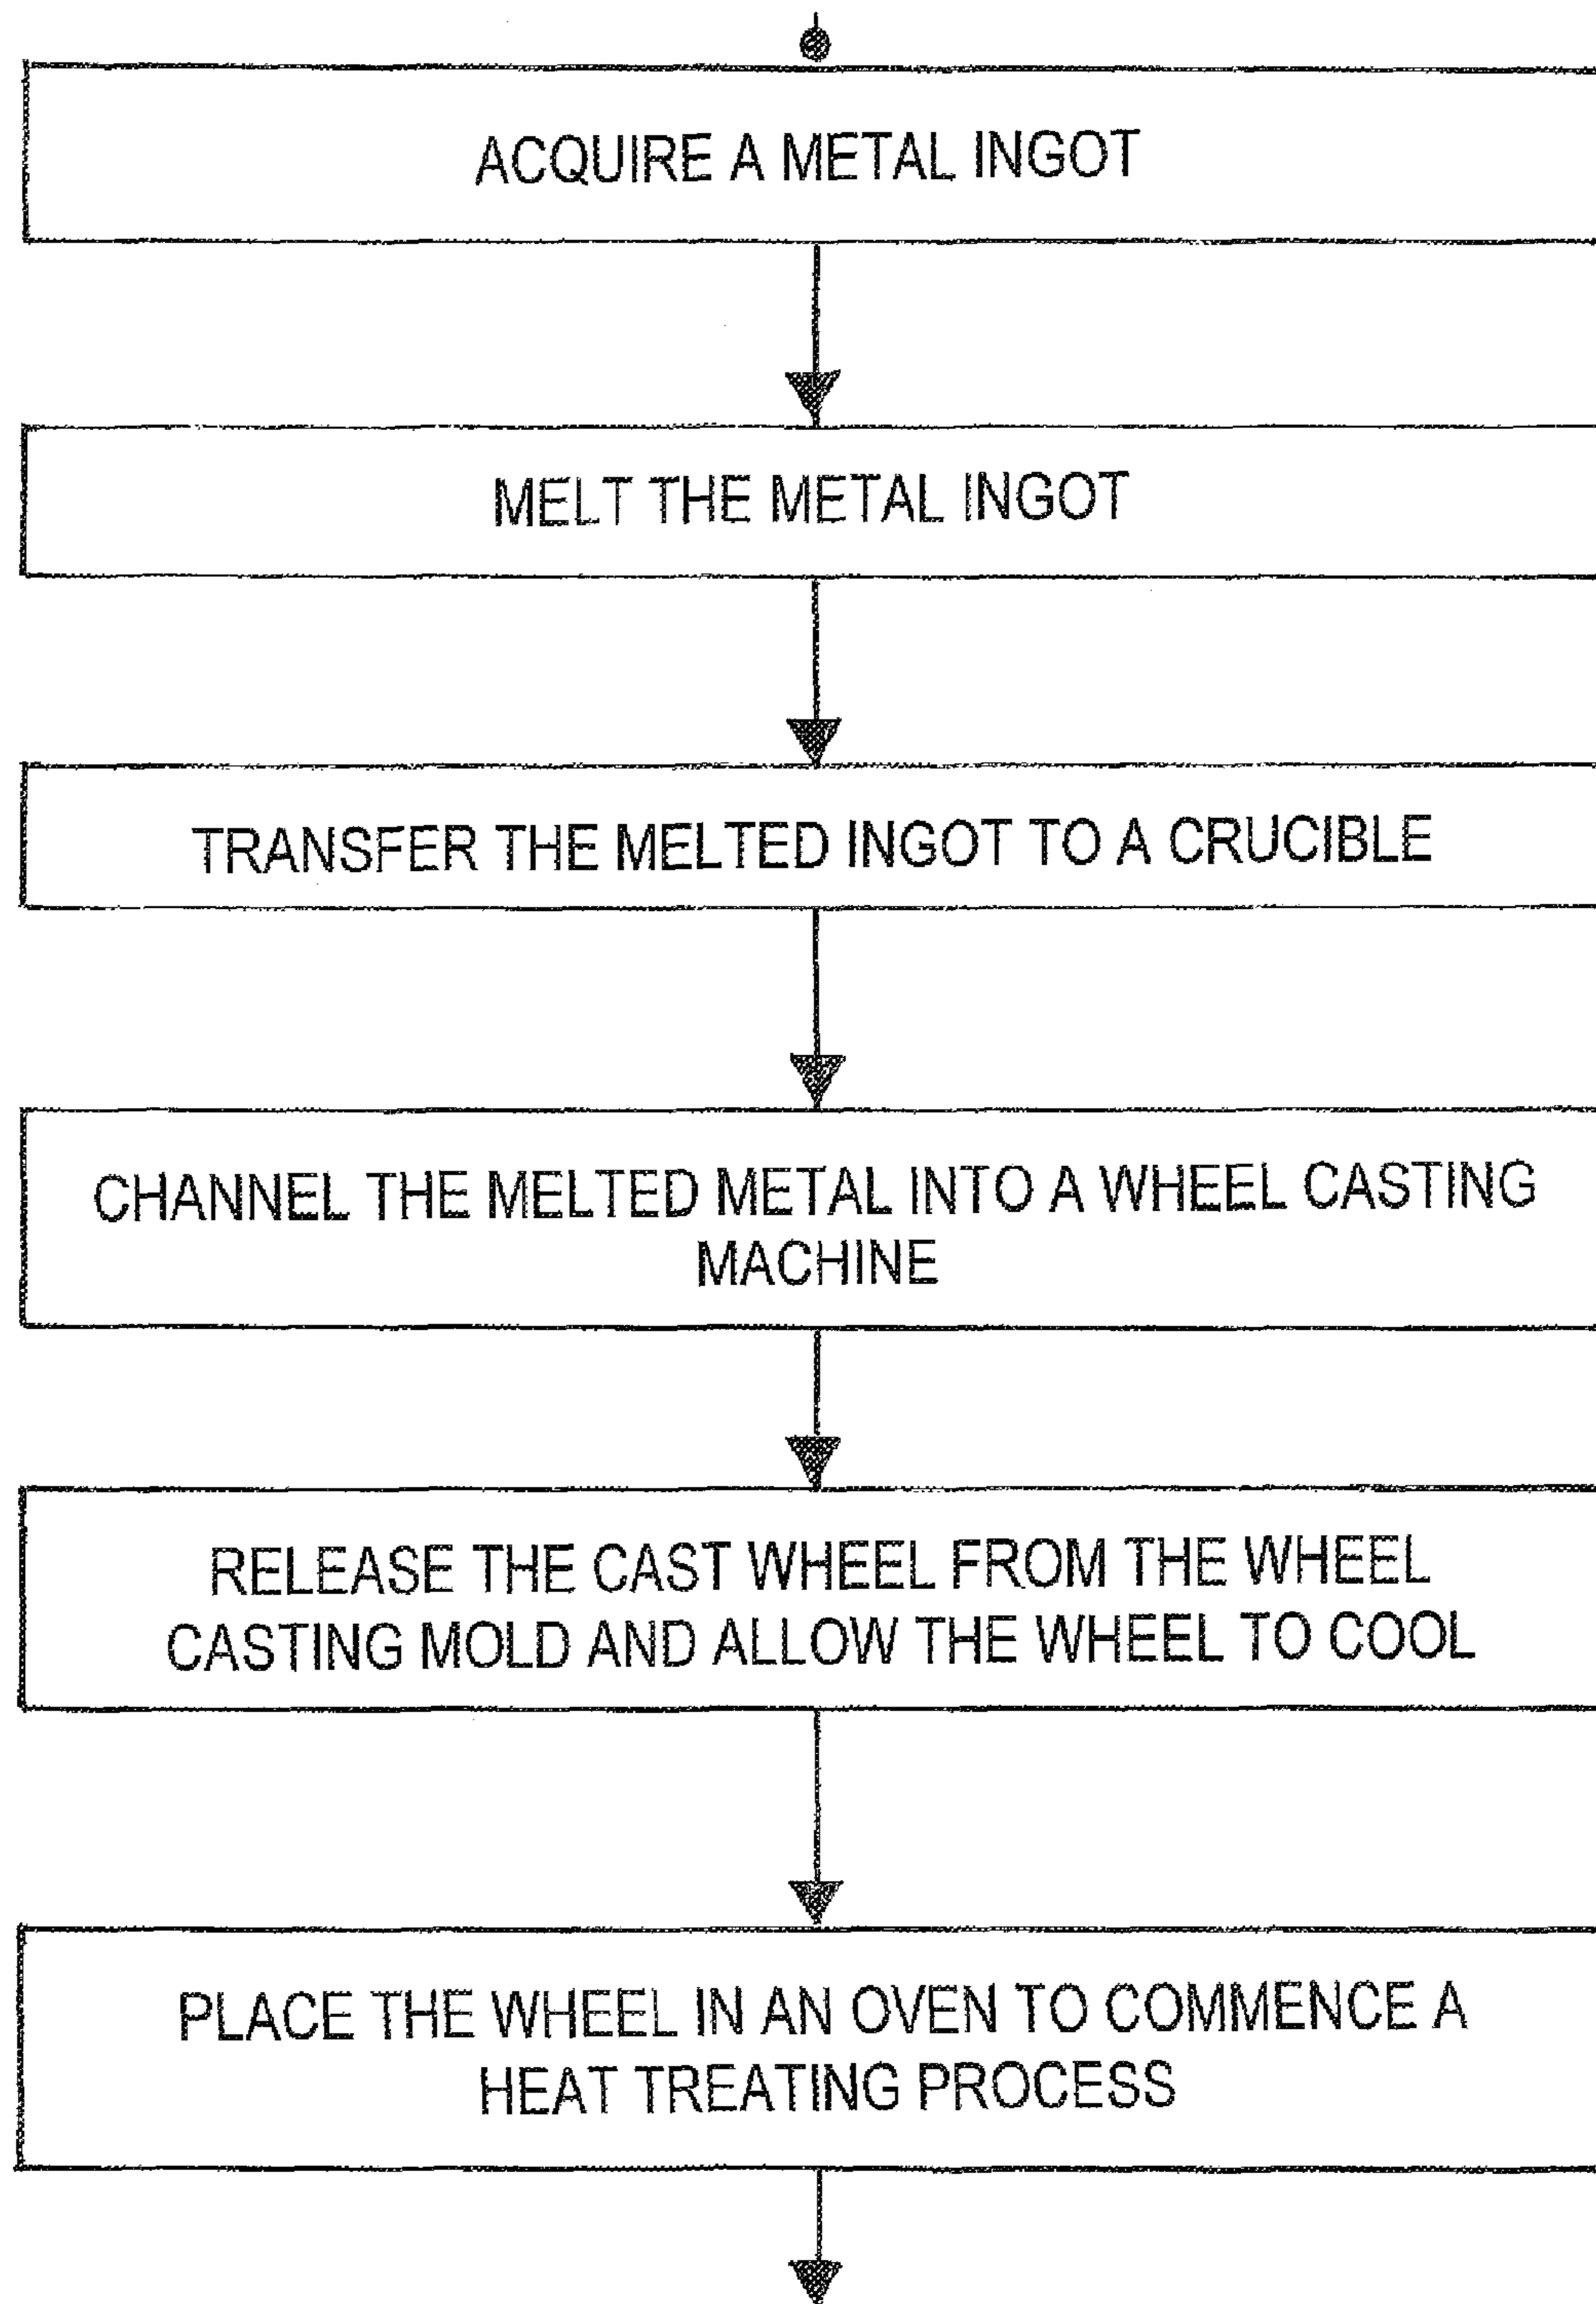 ACQUIRE A METAL INGOT
MELT THE METAL INGOT
TRANSFER THE MELTED INGOT TO A CRUCIBLE
CHANNEL THE MELTED METAL INTO A WHEEL CASTING
MACHINE
RELEASE THE CAST WHEEL FROM THE WHEEL
CASTING MOLD AND ALLOW THE WHEEL TO COOL
PLACE THE WHEEL IN AN OVEN TO COMMENCE A
HEAT TREATING PROCESS